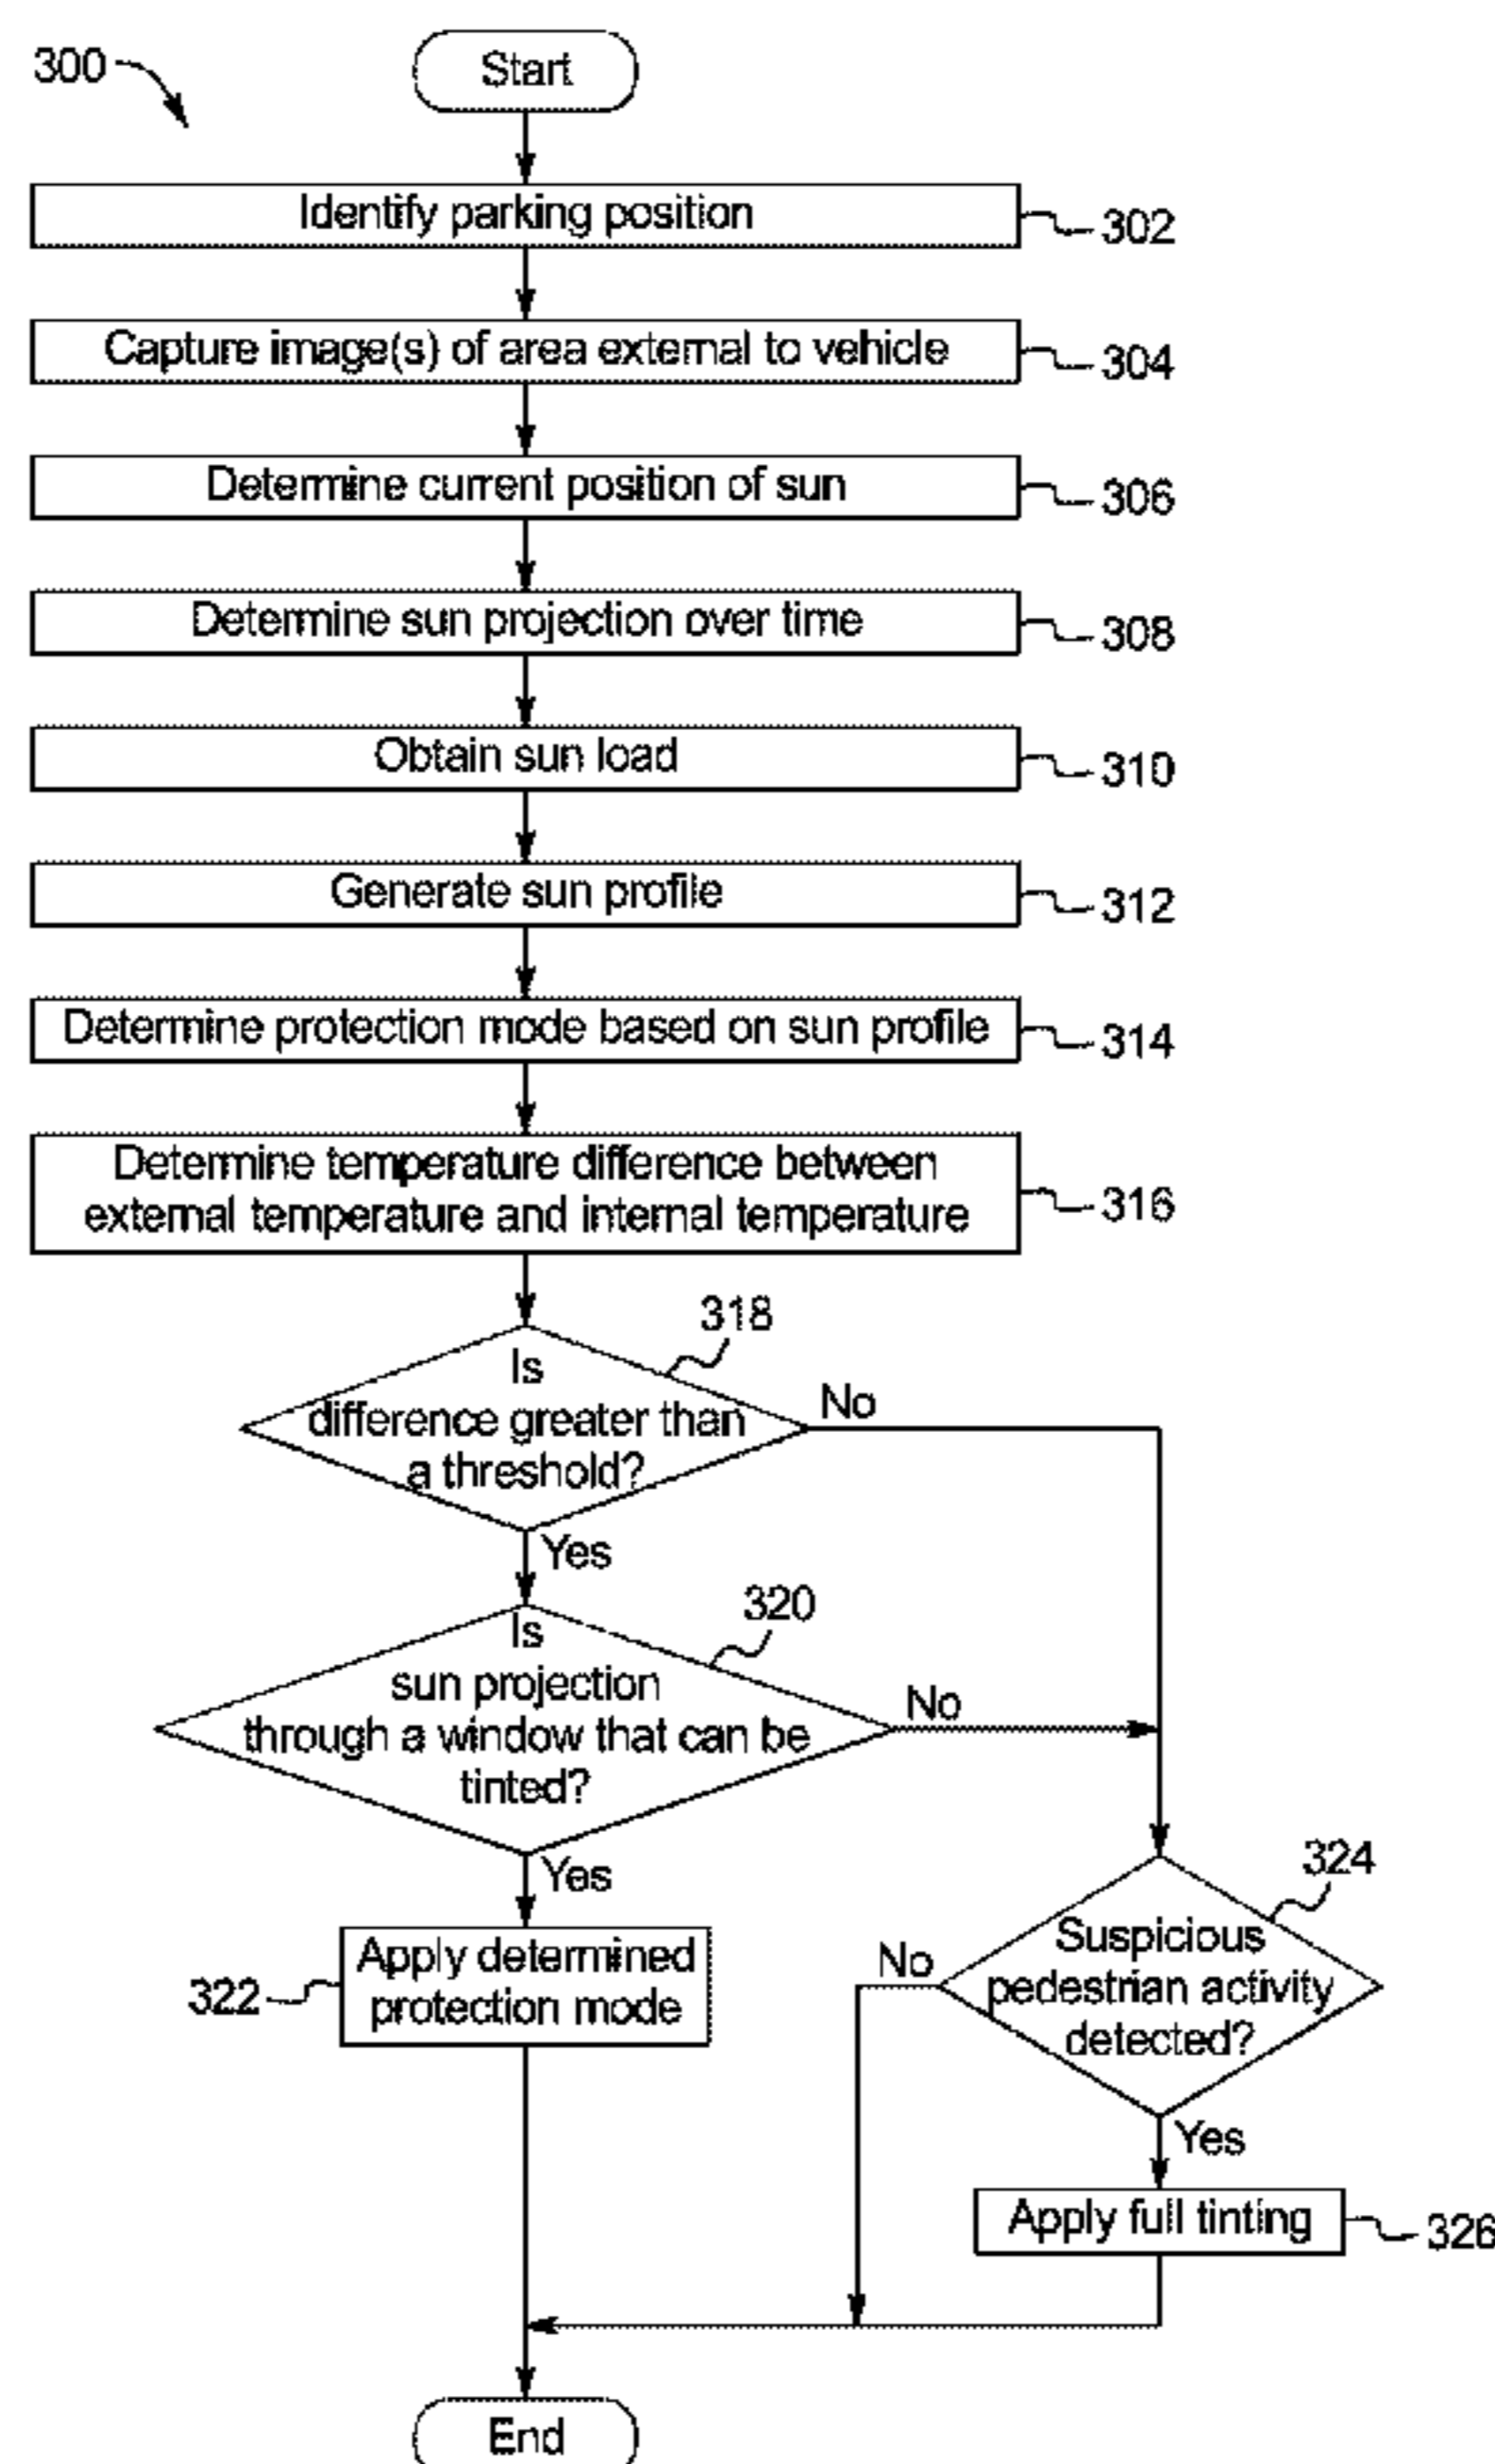 300
Start
Identify parking position
302
Capture image(s) of area external to vehicle
304
Determine current position of sun
306
Determine sun projection over time
308
Obtain sun load
310
Generate sun profile
312
Determine protection mode based on sun profile
314
Determine temperature difference between
external temperature and internal temperature
316
318
Is
difference greater than
a threshold?
No
Yes
320
Is
sun projection
through a window that can be
tinted?
No
Yes
322
Apply determined
protection mode
324
Suspicious
pedestrian activity
detected?
No
Yes
Apply full tinting
326
End